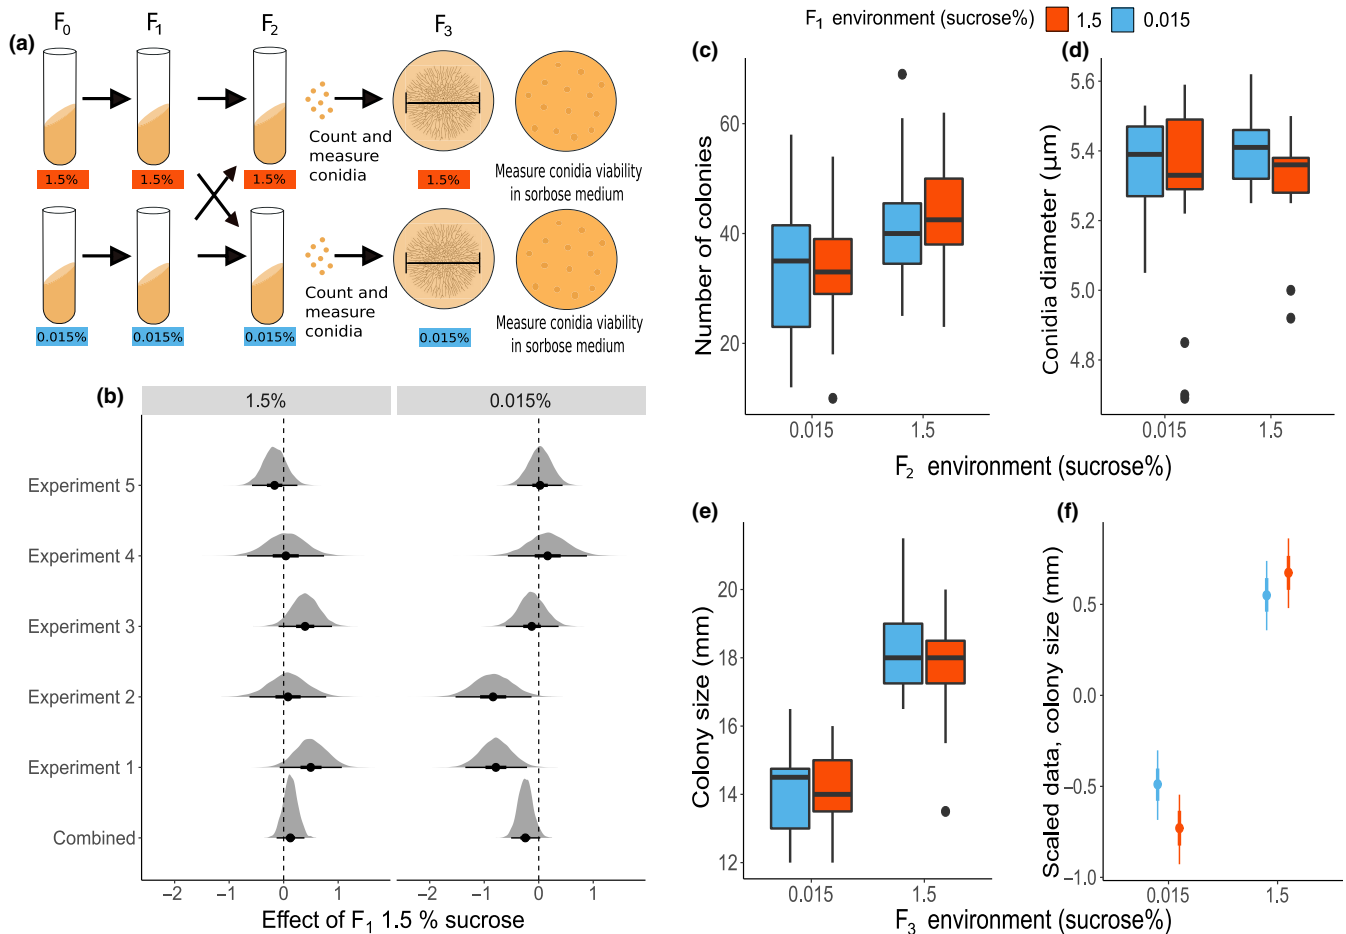 (a)
F0 F1 F2 F3
Count and
measure
conidia
1.5% 1.5% 1.5% 1.5%
Measure conidia viability
in sorbose medium
Count and
measure
conidia
0.015% 0.015% 0.015% 0.015%
Measure conidia viability
in sorbose medium
(b)
1.5% 0.015%
Experiment 5
Experiment 4
Experiment 3
Experiment 2
Experiment 1
Combined
−2 −1 0 1 −2 −1 0 1
Effect of F1 1.5 % sucrose
F1 environment (sucrose%) 1.5 0.015
(c)
Number of colonies
60
40
20
0.015 1.5
(d)
Conidia diameter (µm)
5.6
5.4
5.2
5.0
4.8
0.015 1.5
F2 environment (sucrose%)
(e)
Colony size (mm)
20
18
16
14
12
0.015 1.5
(f)
Scaled data, colony size (mm)
0.5
0.0
−0.5
−1.0
0.015 1.5
F3 environment (sucrose%)